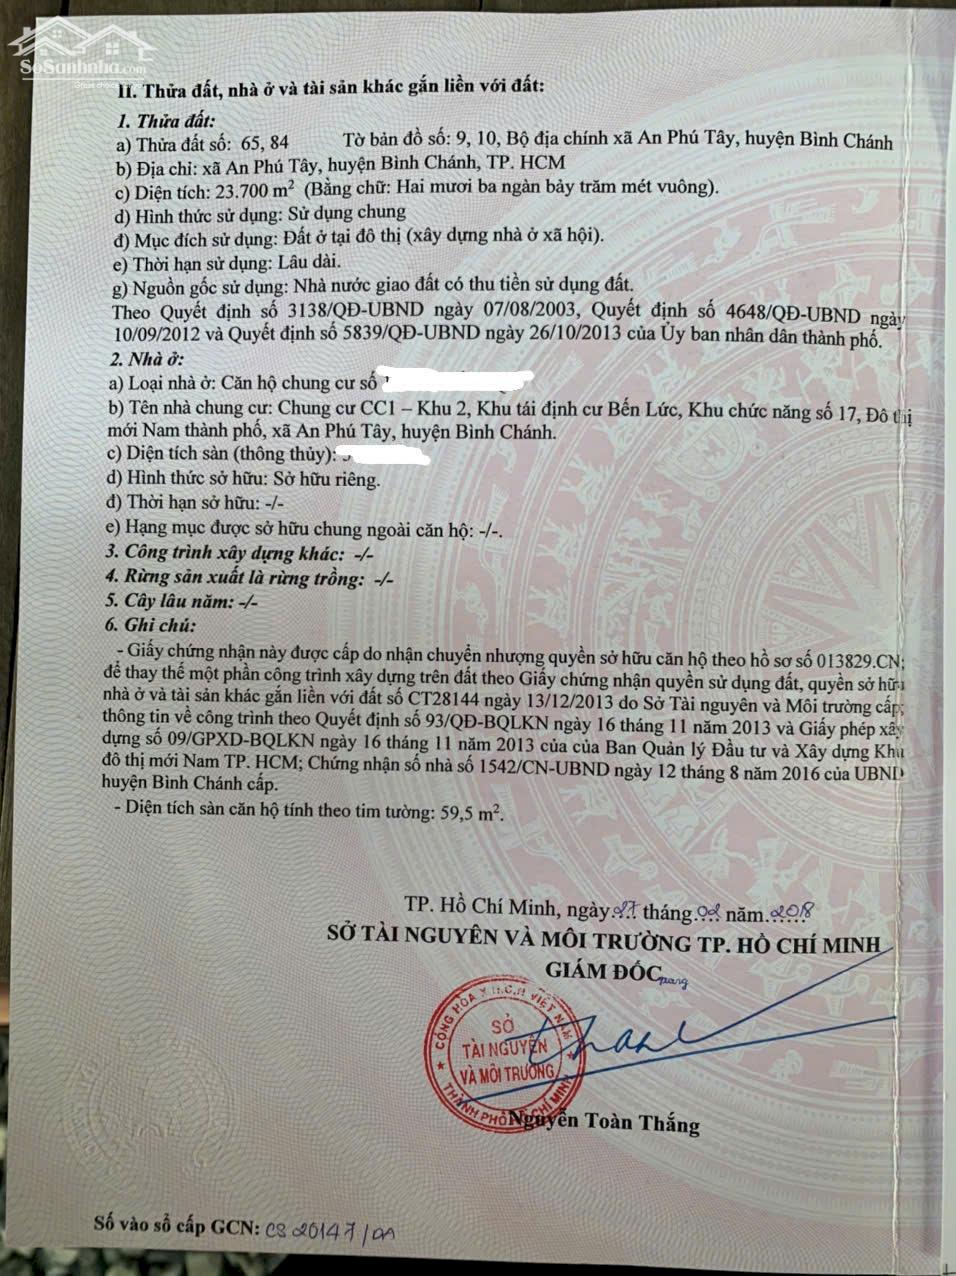 SoSanhnha.com
II. Thửa đất, nhà ở và tài sản khác gắn liền với đất:
1. Thửa đất:
a) Thửa đất số: 65, 84 Tờ bản đồ số: 9, 10, Bộ địa chính xã An Phú Tây, huyện Bình Chánh
b) Địa chỉ: xã An Phú Tây, huyện Bình Chánh, TP. HCM
c) Diện tích: 23.700 m² (Bằng chữ: Hai mươi ba ngàn bảy trăm mét vuông).
d) Hình thức sử dụng: Sử dụng chung
đ) Mục đích sử dụng: Đất ở tại đô thị (xây dựng nhà ở xã hội).
e) Thời hạn sử dụng: Lâu dài.
g) Nguồn gốc sử dụng: Nhà nước giao đất có thu tiền sử dụng đất.
Theo Quyết định số 3138/QĐ-UBND ngày 07/08/2003, Quyết định số 4648/QĐ-UBND ngày
10/09/2012 và Quyết định số 5839/QĐ-UBND ngày 26/10/2013 của Ủy ban nhân dân thành phố.
2. Nhà ở:
a) Loại nhà ở: Căn hộ chung cư số
b) Tên nhà chung cư: Chung cư CC1 – Khu 2, Khu tái định cư Bến Lức, Khu chức năng số 17, Đô thị
mới Nam thành phố, xã An Phú Tây, huyện Bình Chánh.
c) Diện tích sàn (thông thủy):
d) Hình thức sở hữu: Sở hữu riêng.
đ) Thời hạn sở hữu: -/-
e) Hạng mục được sở hữu chung ngoài căn hộ: -/-.
3. Công trình xây dựng khác: -/-
4. Rừng sản xuất là rừng trồng: -/-
5. Cây lâu năm: -/-
6. Ghi chú:
- Giấy chứng nhận này được cấp do nhận chuyển nhượng quyền sở hữu căn hộ theo hồ sơ số 013829.CN;
để thay thế một phần công trình xây dựng trên đất theo Giấy chứng nhận quyền sử dụng đất, quyền sở hữu
nhà ở và tài sản khác gắn liền với đất số CT28144 ngày 13/12/2013 do Sở Tài nguyên và Môi trường cấp;
thông tin về công trình theo Quyết định số 93/QĐ-BQLKN ngày 16 tháng 11 năm 2013 và Giấy phép xây
dựng số 09/GPXD-BQLKN ngày 16 tháng 11 năm 2013 của của Ban Quản lý Đầu tư và Xây dựng Khu
đô thị mới Nam TP. HCM; Chứng nhận số nhà số 1542/CN-UBND ngày 12 tháng 8 năm 2016 của UBND
huyện Bình Chánh cấp.
- Diện tích sàn căn hộ tính theo tim tường: 59,5 m².
TP. Hồ Chí Minh, ngày 27 tháng 02 năm 2018
SỞ TÀI NGUYÊN VÀ MÔI TRƯỜNG TP. HỒ CHÍ MINH
GIÁM ĐỐC
CỘNG HÒA X.H.C.N VIỆT NAM
SỞ
TÀI NGUYÊN
VÀ MÔI TRƯỜNG
THÀNH PHỐ HỒ CHÍ MINH
Nguyễn Toàn Thắng
Số vào sổ cấp GCN: CS 20147/DA